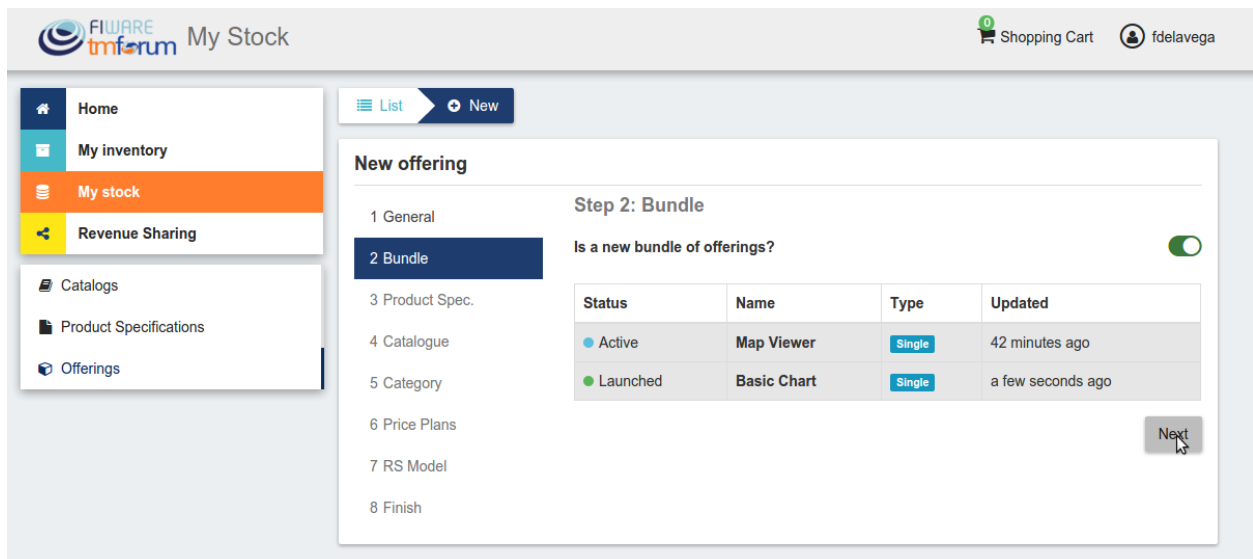 FIWARE
tmforum
My Stock
0
Shopping Cart
fdelavega
Home
My inventory
My stock
Revenue Sharing
Catalogs
Product Specifications
Offerings
List
New
New offering
1 General
2 Bundle
3 Product Spec.
4 Catalogue
5 Category
6 Price Plans
7 RS Model
8 Finish
Step 2: Bundle
Is a new bundle of offerings?
Status Name Type Updated
Active Map Viewer Single 42 minutes ago
Launched Basic Chart Single a few seconds ago
Next